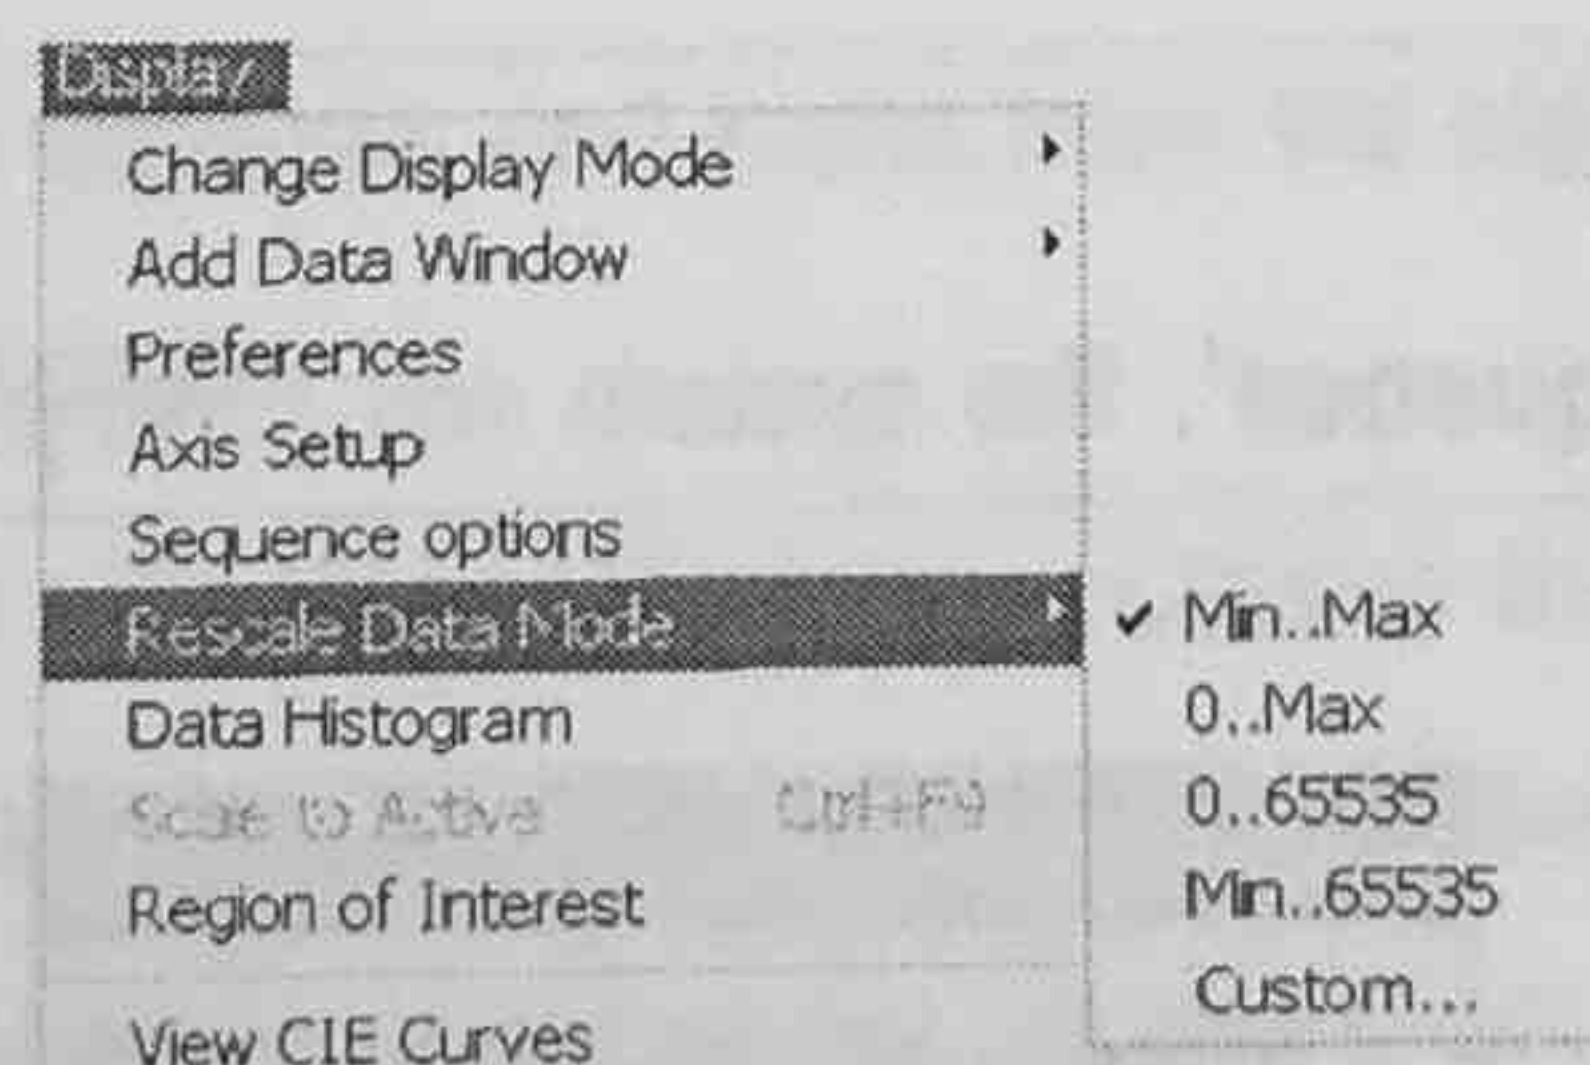 Display
Change Display Mode
Add Data Window
Preferences
Axis Setup
Sequence options
Rescale Data Mode
Min..Max
0..Max
0..65535
Min..65535
Custom...
Data Histogram
Scale to Active
Region of Interest
View CIE Curves